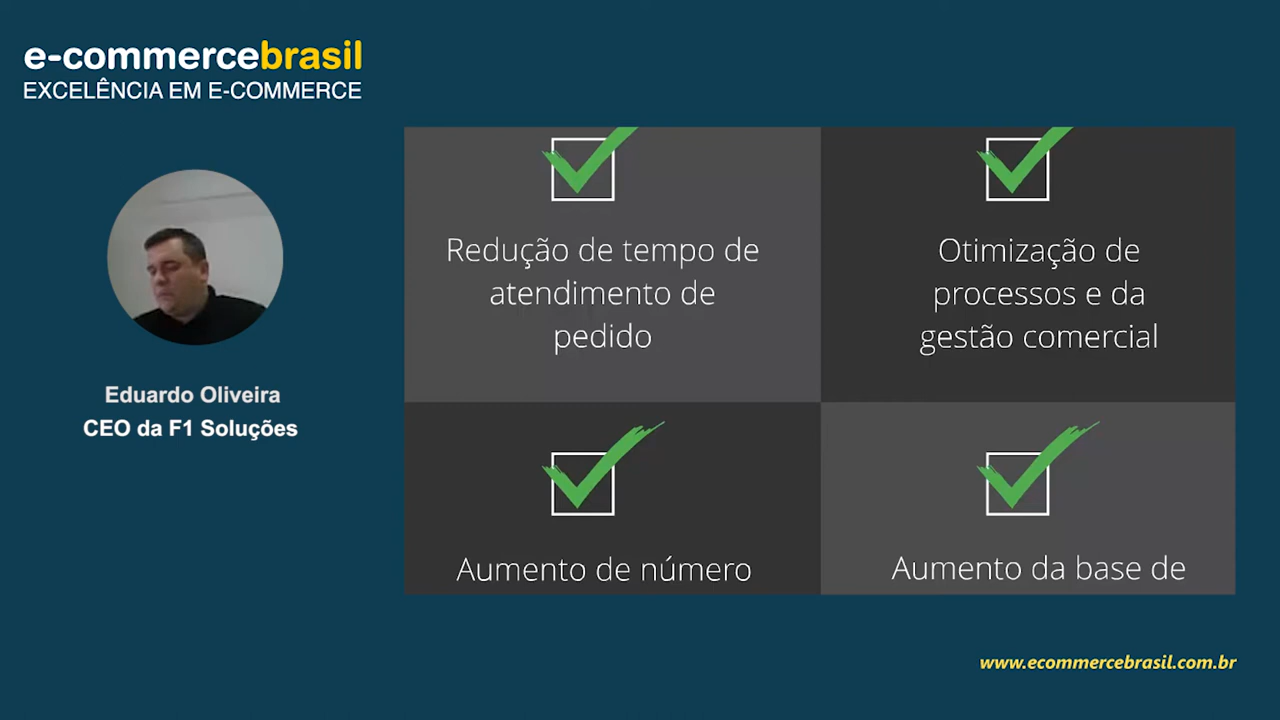 e-commercebrasil
EXCELÊNCIA EM E-COMMERCE
Eduardo Oliveira
CEO da F1 Soluções
Redução de tempo de
atendimento de
pedido
Otimização de
processos e da
gestão comercial
Aumento de número
Aumento da base de
www.ecommercebrasil.com.br